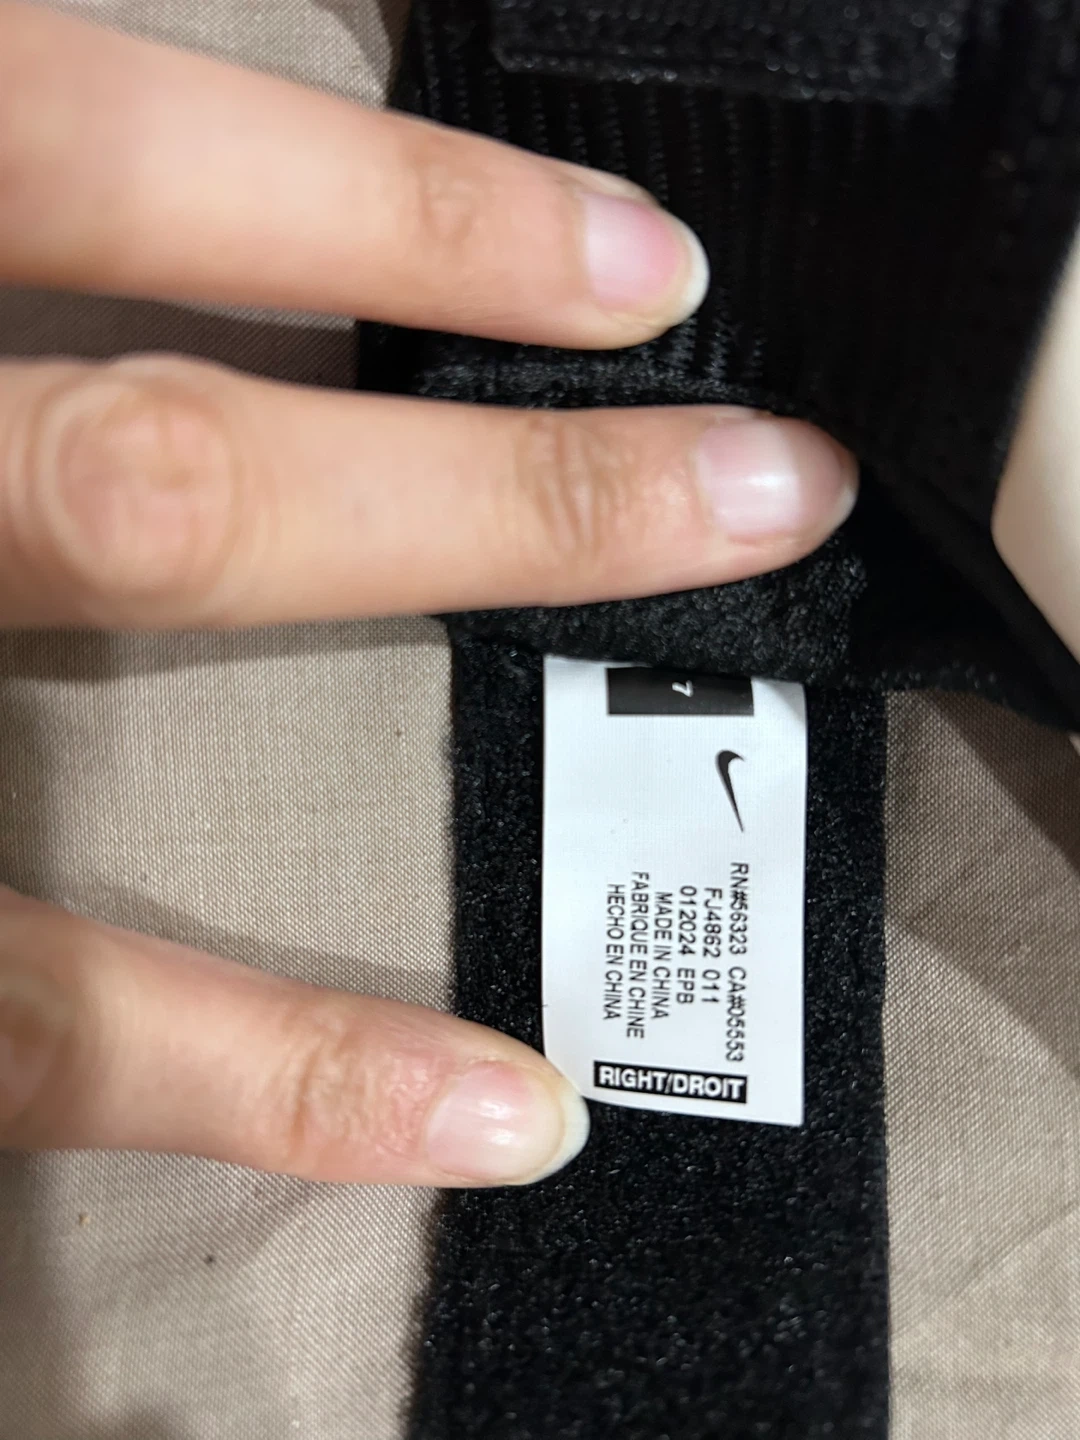 7
RN#56323 CA#05553
FJ4862 011
012024 EPB
MADE IN CHINA
FABRIQUE EN CHINE
HECHO EN CHINA
RIGHT/DROIT